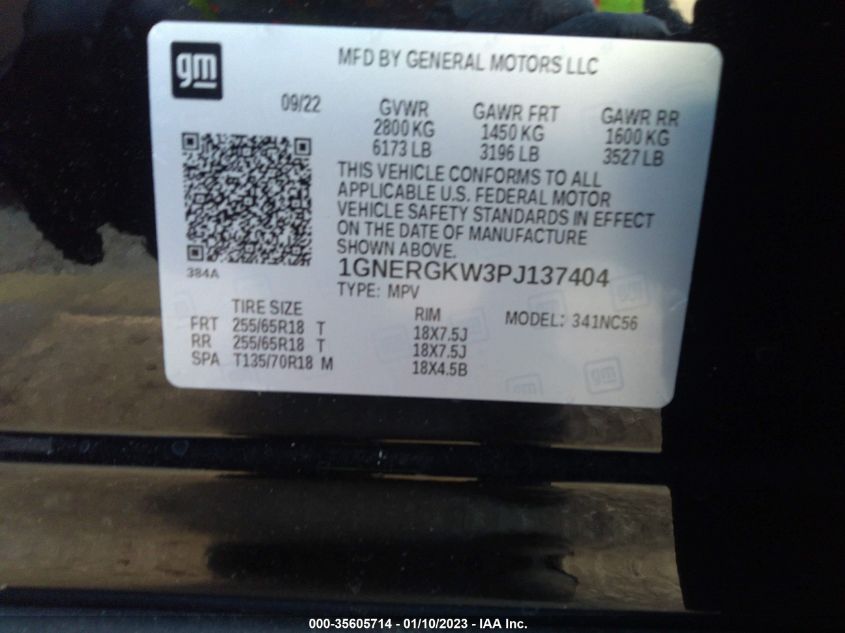 gm
MFD BY GENERAL MOTORS LLC
09/22
GVWR GAWR FRT GAWR RR
2800 KG 1450 KG 1600 KG
6173 LB 3196 LB 3527 LB
THIS VEHICLE CONFORMS TO ALL
APPLICABLE U.S. FEDERAL MOTOR
VEHICLE SAFETY STANDARDS IN EFFECT
ON THE DATE OF MANUFACTURE
SHOWN ABOVE.
384A
1GNERGKW3PJ137404
TYPE: MPV
TIRE SIZE RIM MODEL: 341NC56
FRT 255/65R18 T 18X7.5J
RR 255/65R18 T 18X7.5J
SPA T135/70R18 M 18X4.5B
gm
gm
000-35605714 - 01/10/2023 - IAA Inc.